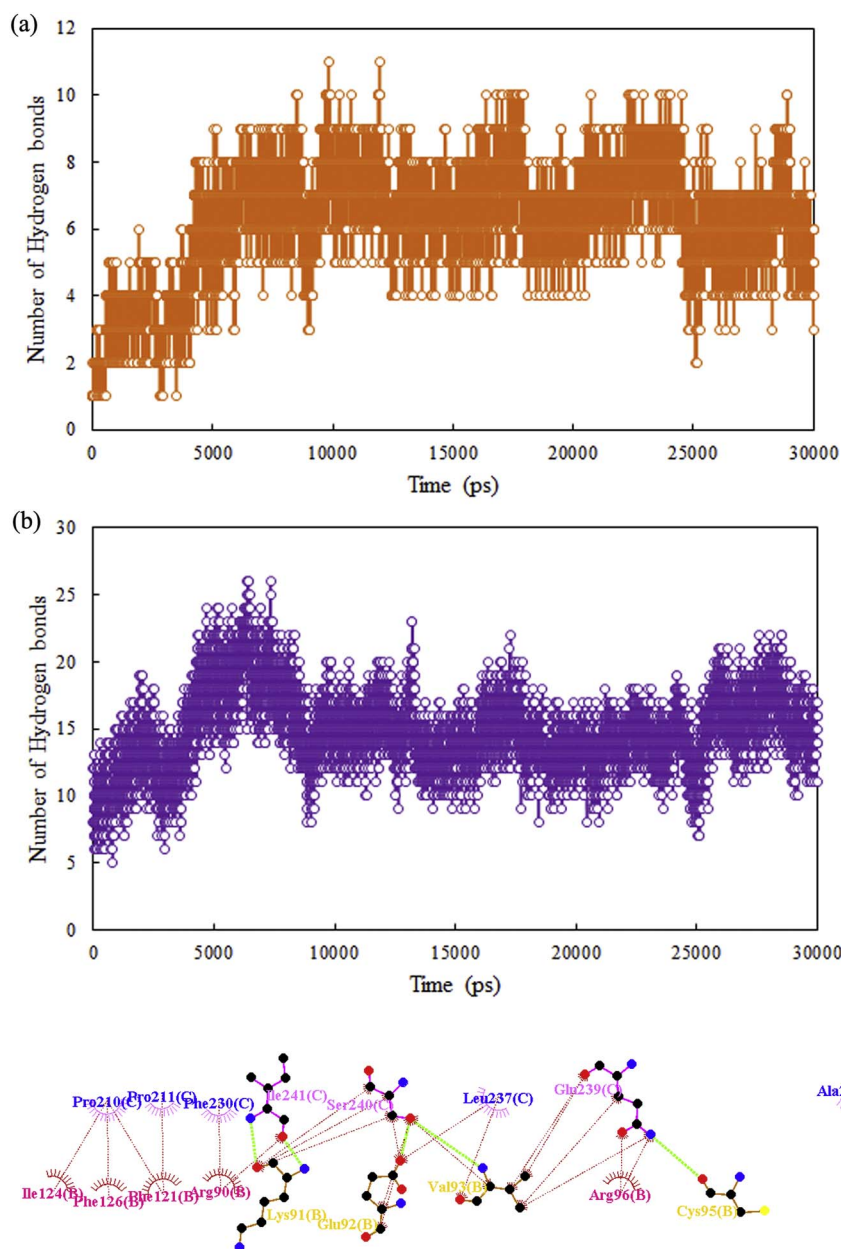 (a)
12
10
8
6
4
2
0
Number of Hydrogen bonds
0 5000 10000 15000 20000 25000 30000
Time (ps)
(b)
30
25
20
15
10
5
0
Number of Hydrogen bonds
0 5000 10000 15000 20000 25000 30000
Time (ps)
Pro210(C) Pro211(C) Phe230(C) Ile241(C) Ser240(C) Leu237(C) Glu239(C)
Ile124(B) Phe126(B) Phe121(B) Arg90(B) Lys91(B) Glu92(B) Val93(B) Arg96(B) Cys95(B)